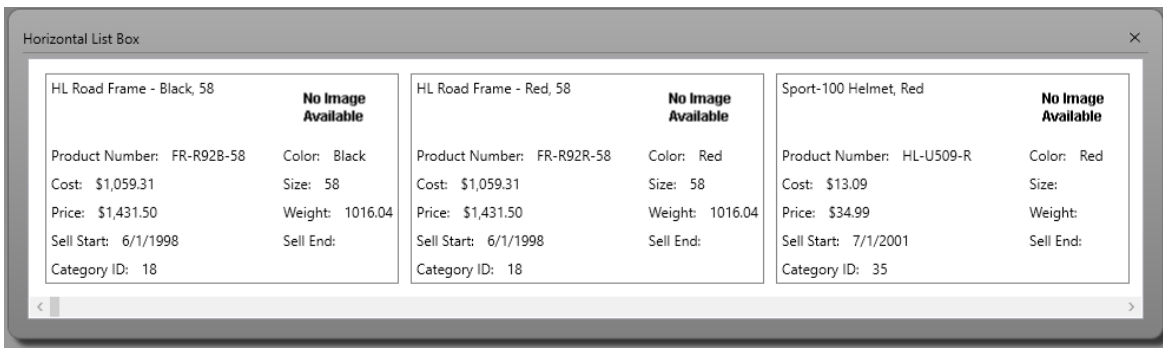 Horizontal List Box
HL Road Frame - Black, 58
No Image
Available
Product Number: FR-R92B-58 Color: Black
Cost: $1,059.31 Size: 58
Price: $1,431.50 Weight: 1016.04
Sell Start: 6/1/1998 Sell End:
Category ID: 18
HL Road Frame - Red, 58
No Image
Available
Product Number: FR-R92R-58 Color: Red
Cost: $1,059.31 Size: 58
Price: $1,431.50 Weight: 1016.04
Sell Start: 6/1/1998 Sell End:
Category ID: 18
Sport-100 Helmet, Red
No Image
Available
Product Number: HL-U509-R Color: Red
Cost: $13.09 Size:
Price: $34.99 Weight:
Sell Start: 7/1/2001 Sell End:
Category ID: 35